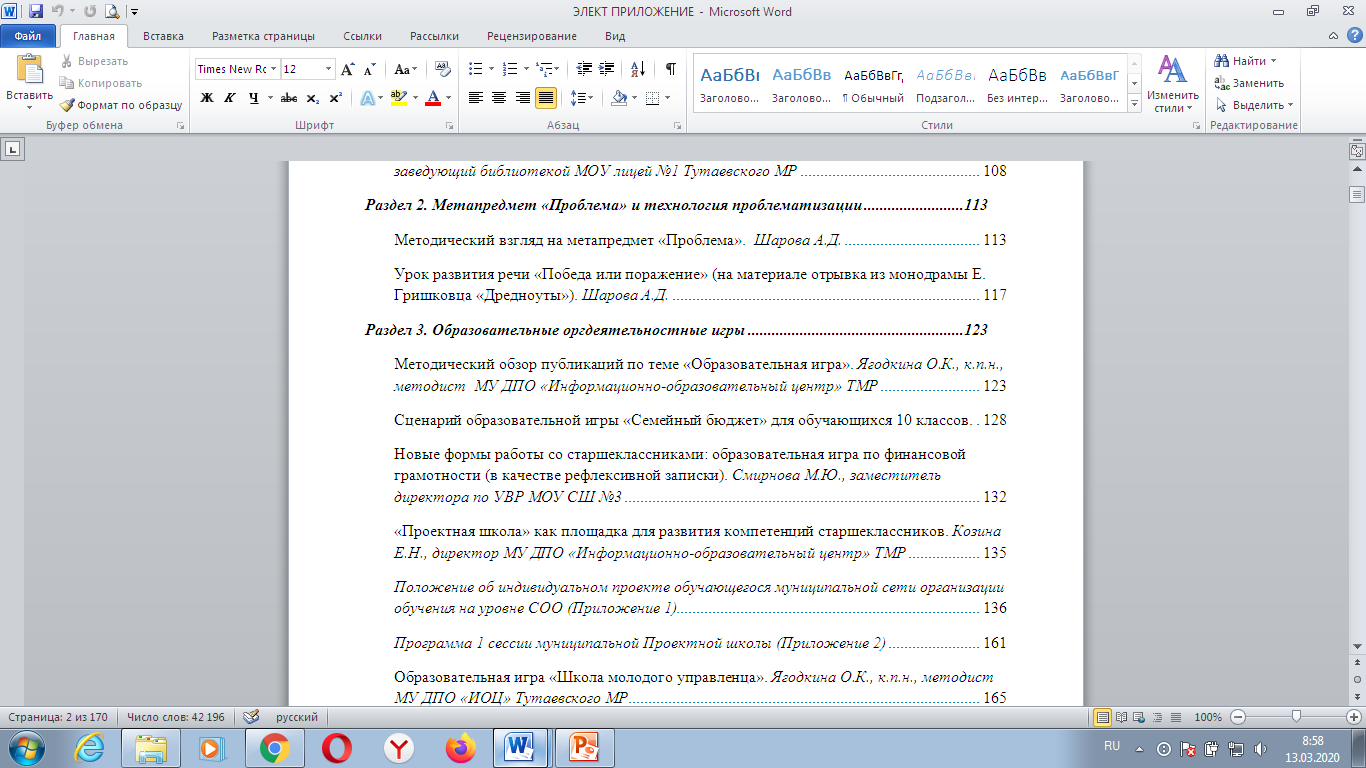 ЭЛЕКТ ПРИЛОЖЕНИЕ - Microsoft Word
Файл Главная Вставка Разметка страницы Ссылки Рассылки Рецензирование Вид
Вставить
Вырезать
Копировать
Формат по образцу
Буфер обмена
Times New Ro 12
Ж К Ч abc x₂ x²
Шрифт
Абзац
АаБбВı АаБбВв АаБбВвГг, АаБбВвı АаБбВв АаБбВвГ
Заголово... Заголово... ¶ Обычный Подзагол... Без интер... Заголово...
Стили
Изменить
стили
Найти
Заменить
Выделить
Редактирование
заведующий библиотекой МОУ лицей №1 Тутаевского МР ............ 108
Раздел 2. Метапредмет «Проблема» и технология проблематизации............113
Методический взгляд на метапредмет «Проблема». Шарова А.Д. ............ 113
Урок развития речи «Победа или поражение» (на материале отрывка из монодрамы Е.
Гришковца «Дредноуты»). Шарова А.Д. ............ 117
Раздел 3. Образовательные оргдеятельностные игры ............123
Методический обзор публикаций по теме «Образовательная игра». Ягодкина О.К., к.п.н.,
методист МУ ДПО «Информационно-образовательный центр» ТМР ............ 123
Сценарий образовательной игры «Семейный бюджет» для обучающихся 10 классов. . 128
Новые формы работы со старшеклассниками: образовательная игра по финансовой
грамотности (в качестве рефлексивной записки). Смирнова М.Ю., заместитель
директора по УВР МОУ СШ №3 ............ 132
«Проектная школа» как площадка для развития компетенций старшеклассников. Козина
Е.Н., директор МУ ДПО «Информационно-образовательный центр» ТМР ............ 135
Положение об индивидуальном проекте обучающегося муниципальной сети организации
обучения на уровне СОО (Приложение 1)............ 136
Программа 1 сессии муниципальной Проектной школы (Приложение 2) ............ 161
Образовательная игра «Школа молодого управленца». Ягодкина О.К., к.п.н., методист
МУ ДПО «ИОЦ» Тутаевского МР............ 165
Страница: 2 из 170 Число слов: 42 196 русский 100%
RU 8:58
13.03.2020